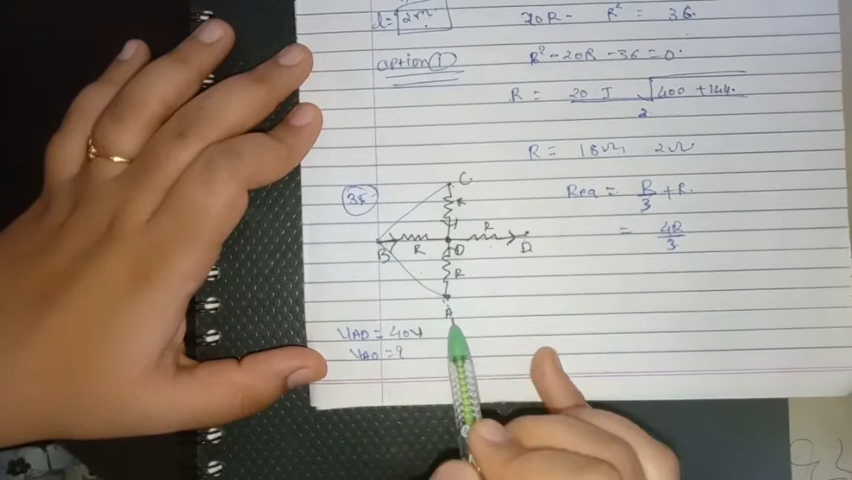 d = 2m
option ①
20R - R² = 36.
R² - 20R - 36 = 0.
R = 20 I √400 + 144.
2
R = 18Ω, 2Ω
35
C
R
B R O R D
R
A
VAD = 40V
VAO = ?
Req = R/3 + R.
= 4R/3